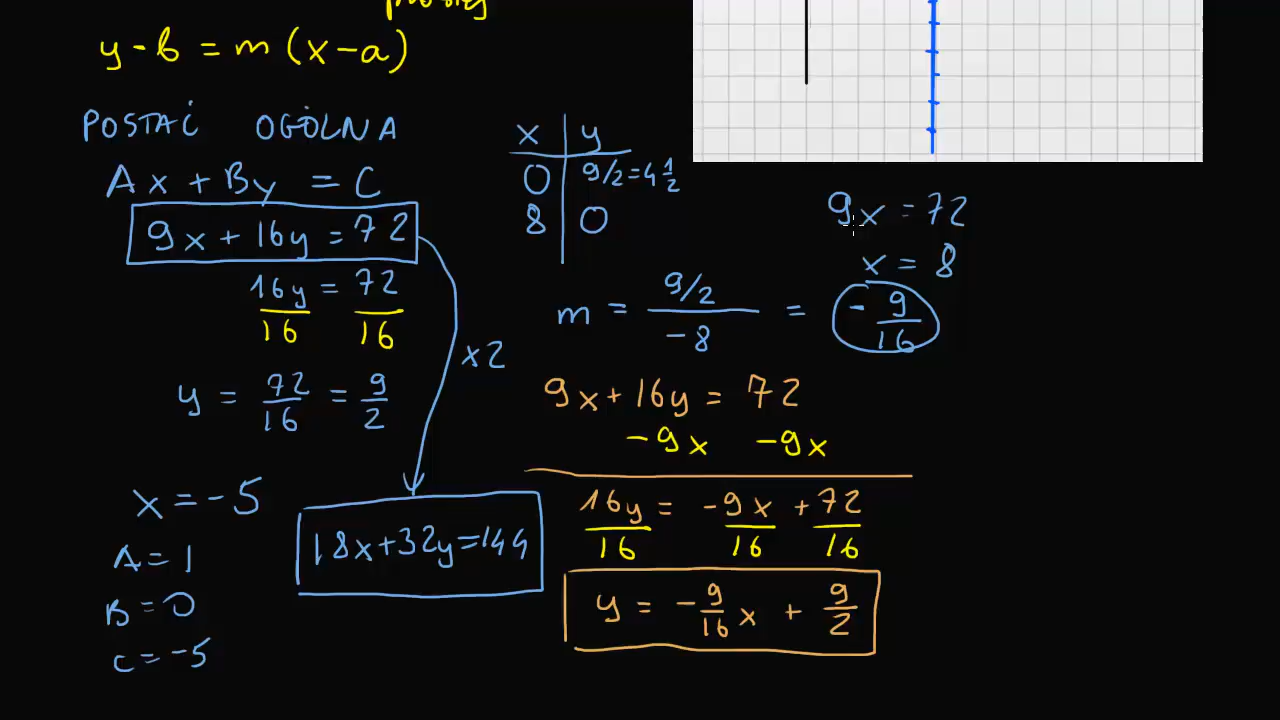 y - b = m (x - a)
POSTAĆ OGÓLNA
Ax + By = C
9x + 16y = 72
16y = 72
16 16
y = 72/16 = 9/2
x2
x = -5
A = 1
B = 0
C = -5
18x+32y=144
x y
0 9/2=4 1/2
8 0
9x = 72
x = 8
m = 9/2 / -8 = - 9/16
9x+16y = 72
-9x -9x
16y = -9x + 72
16 16 16
y = - 9/16 x + 9/2